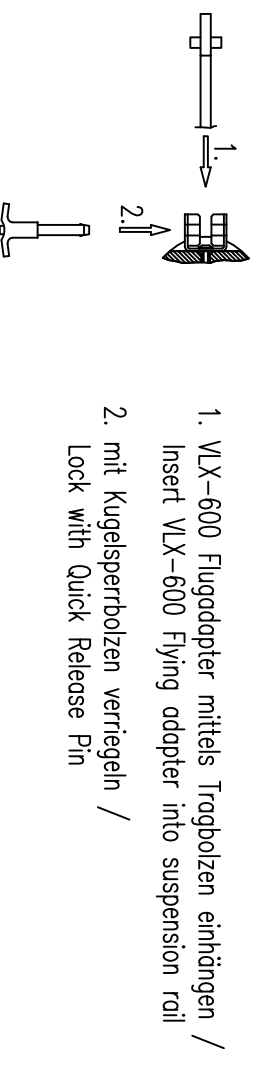 1.
2.
1. VLX-600 Flugadapter mittels Tragbolzen einhängen /
Insert VLX-600 Flying adapter into suspension rail
2. mit Kugelsperrbolzen verriegeln /
Lock with Quick Release Pin